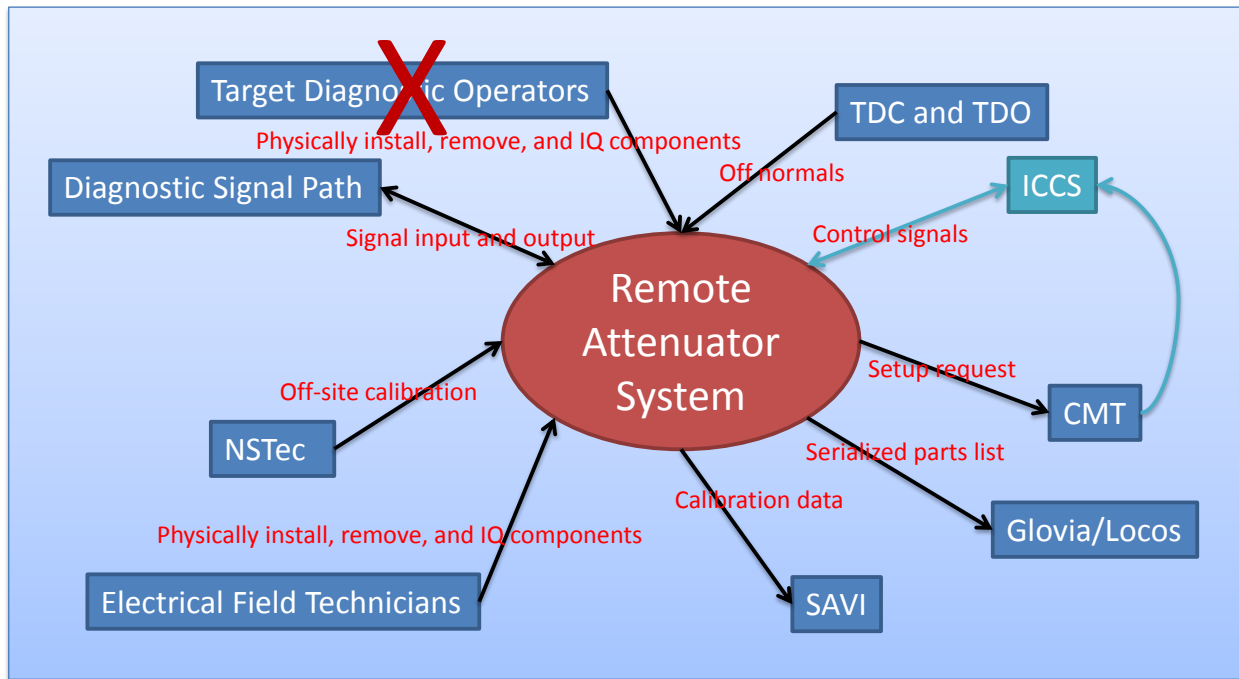 Target Diagnostic Operators
TDC and TDO
Physically install, remove, and IQ components
Diagnostic Signal Path
Off normals
ICCS
Signal input and output
Control signals
Remote
Attenuator
System
Setup request
Off-site calibration
CMT
NSTec
Serialized parts list
Calibration data
Physically install, remove, and IQ components
Glovia/Locos
Electrical Field Technicians
SAVI